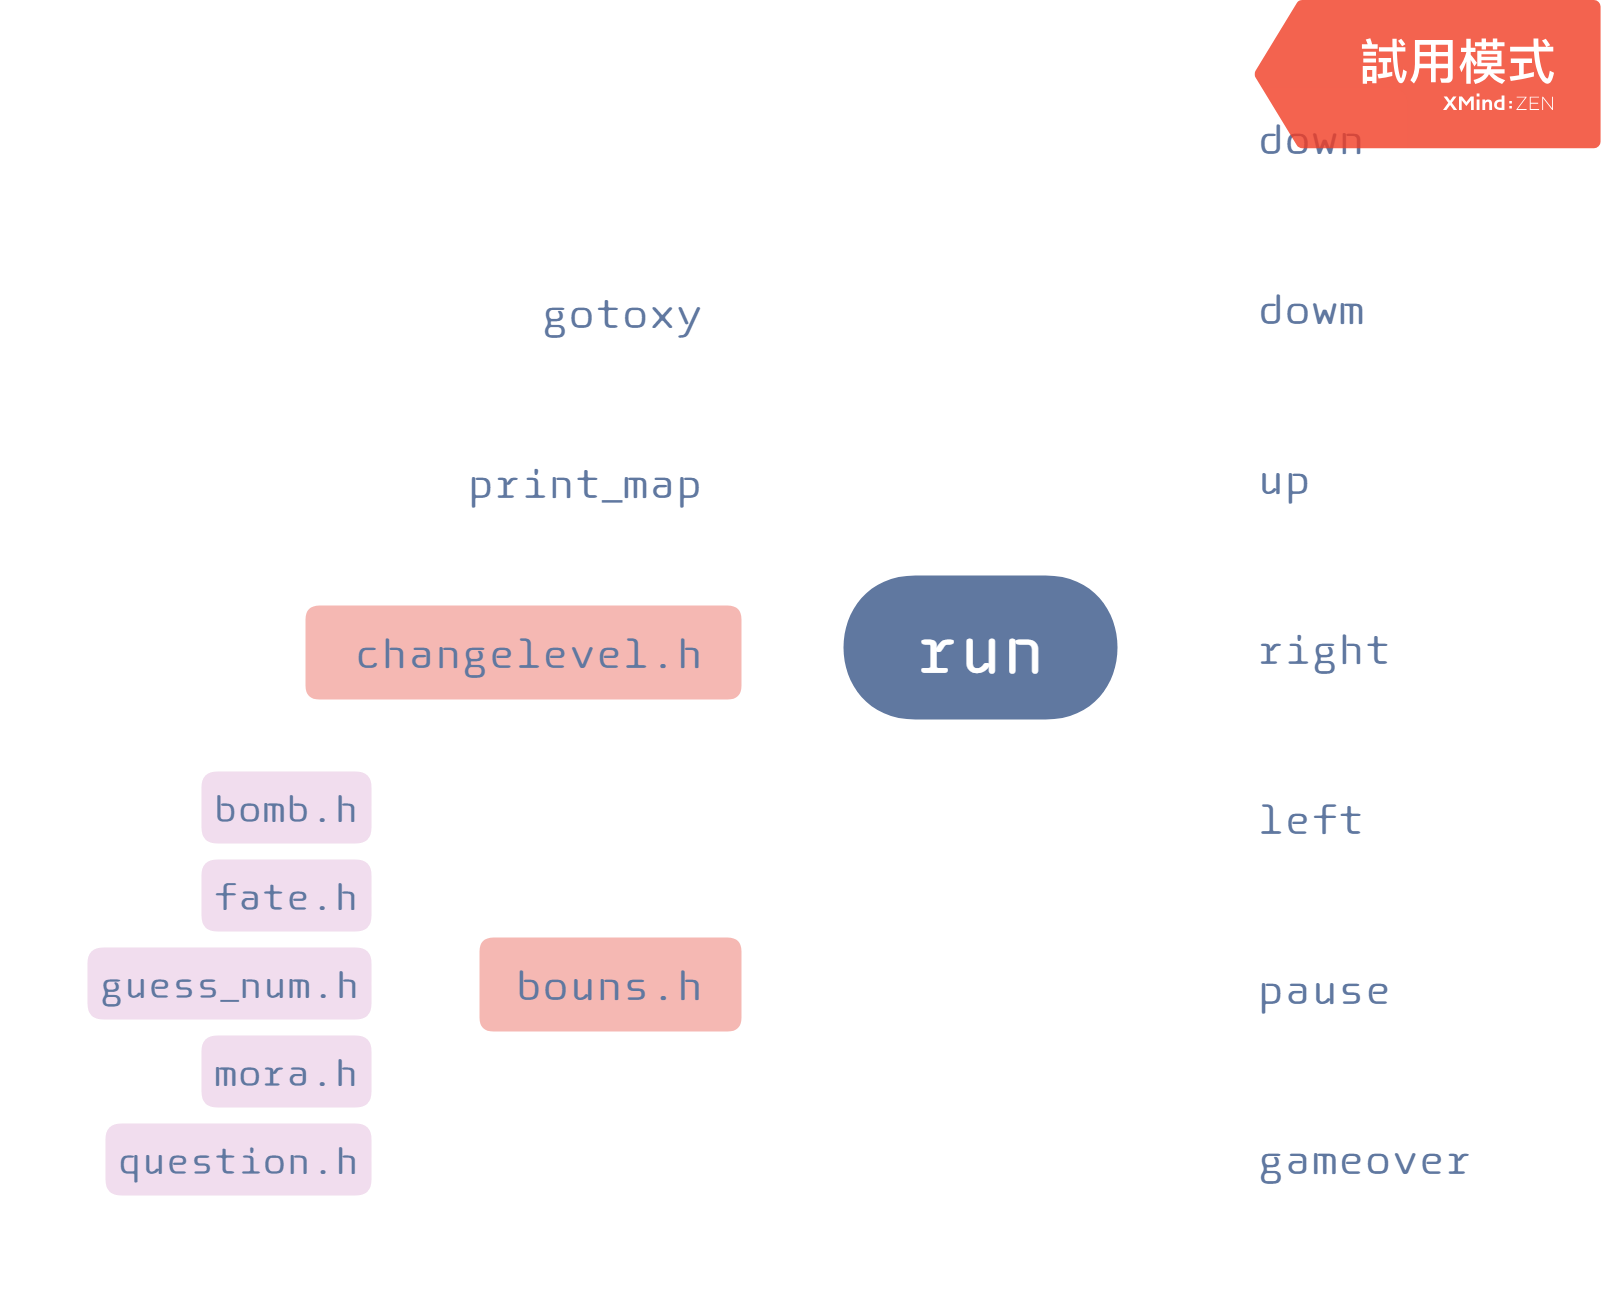 試用模式
XMind:ZEN
down
gotoxy
dowm
print_map
up
changelevel.h
run
right
bomb.h
left
fate.h
guess_num.h
bouns.h
pause
mora.h
question.h
gameover